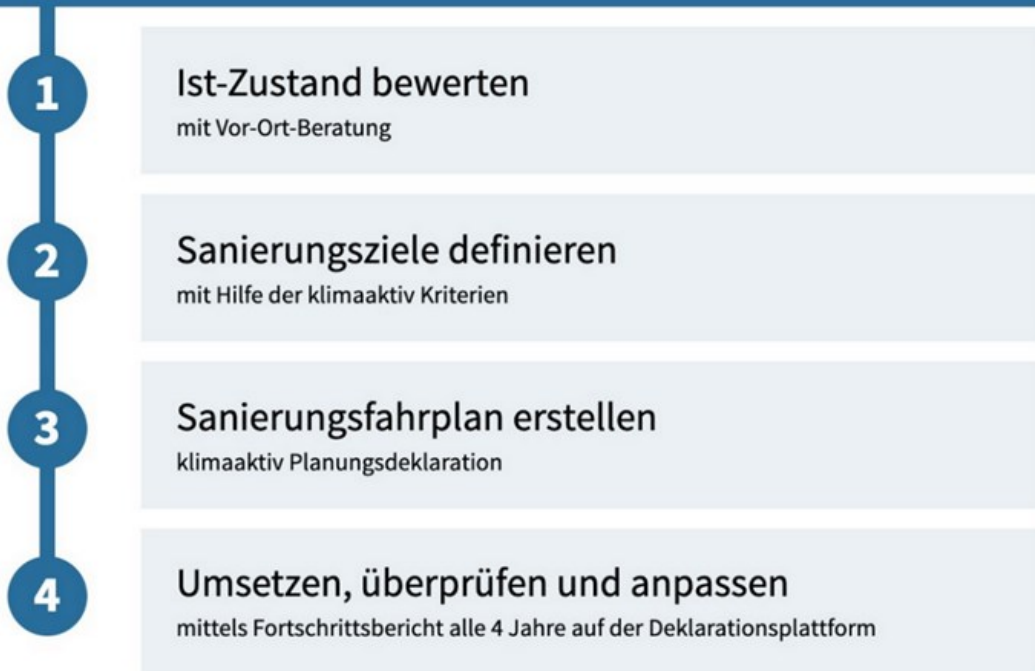 1
Ist-Zustand bewerten
mit Vor-Ort-Beratung
2
Sanierungsziele definieren
mit Hilfe der klimaaktiv Kriterien
3
Sanierungsfahrplan erstellen
klimaaktiv Planungsdeklaration
4
Umsetzen, überprüfen und anpassen
mittels Fortschrittsbericht alle 4 Jahre auf der Deklarationsplattform